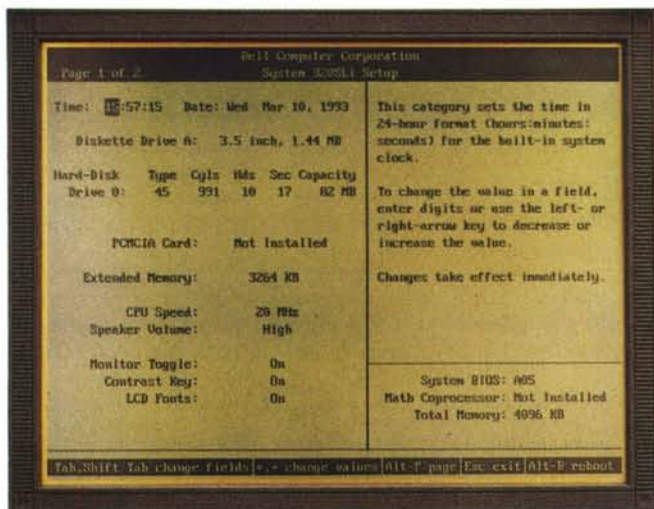 Dell Computer Corporation
Page 1 of 2 System 320SLi Setup
Time: :57:15 Date: Wed Mar 10, 1993
Diskette Drive A: 3.5 inch, 1.44 MB
Hard-Disk Type Cyls Hds Sec Capacity
Drive 0: 45 991 10 17 82 MB
PCMCIA Card: Not Installed
Extended Memory: 3264 KB
CPU Speed: 20 MHz
Speaker Volume: High
Monitor Toggle: On
Contrast Key: On
LCD Fonts: On
This category sets the time in
24-hour format (hours:minutes:
seconds) for the built-in system
clock.
To change the value in a field,
enter digits or use the left- or
right-arrow key to decrease or
increase the value.
Changes take effect immediately.
System BIOS: A05
Math Coprocessor: Not Installed
Total Memory: 4096 KB
Tab,Shift Tab change fields change values Alt-P page Esc exit Alt-B reboot